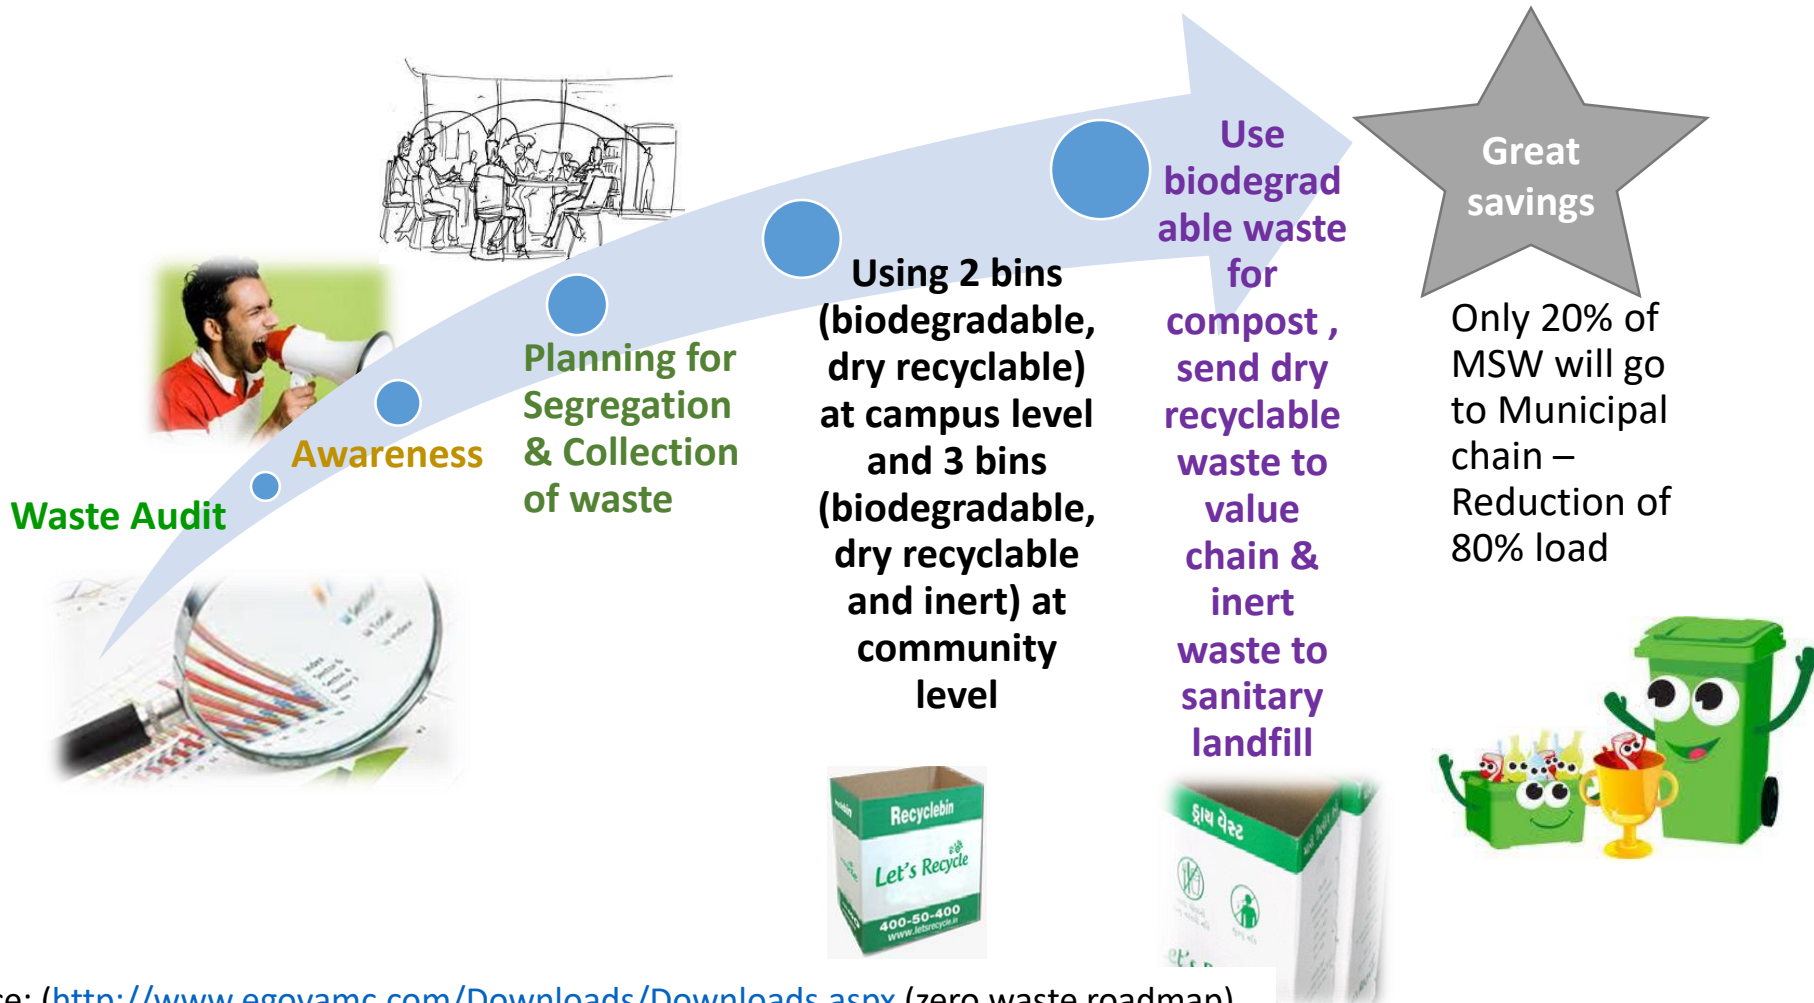 Waste Audit
Awareness
Planning for
Segregation
& Collection
of waste
Using 2 bins
(biodegradable,
dry recyclable)
at campus level
and 3 bins
(biodegradable,
dry recyclable
and inert) at
community
level
Use
biodegrad
able waste
for
compost ,
send dry
recyclable
waste to
value
chain &
inert
waste to
sanitary
landfill
Great
savings
Only 20% of
MSW will go
to Municipal
chain –
Reduction of
80% load
Recyclebin
Let's Recycle
400-50-400
www.letsrecycle.in
ડ્રાય વેસ્ટ
(http://www.egovamc.com/Downloads/Downloads.aspx (zero waste roadmap)